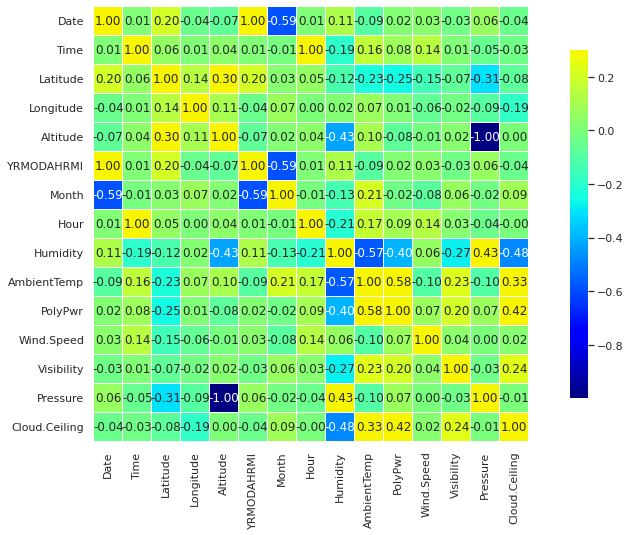 Date 1.00 0.01 0.20 -0.04 -0.07 1.00 -0.59 0.01 0.11 -0.09 0.02 0.03 -0.03 0.06 -0.04
Time 0.01 1.00 0.06 0.01 0.04 0.01 -0.01 1.00 -0.19 0.16 0.08 0.14 0.01 -0.05 -0.03
Latitude 0.20 0.06 1.00 0.14 0.30 0.20 0.03 0.05 -0.12 -0.23 -0.25 -0.15 -0.07 -0.31 -0.08
Longitude -0.04 0.01 0.14 1.00 0.11 -0.04 0.07 0.00 0.02 0.07 0.01 -0.06 -0.02 -0.09 -0.19
Altitude -0.07 0.04 0.30 0.11 1.00 -0.07 0.02 0.04 -0.43 0.10 -0.08 -0.01 0.02 -1.00 0.00
YRMODAHRMI 1.00 0.01 0.20 -0.04 -0.07 1.00 -0.59 0.01 0.11 -0.09 0.02 0.03 -0.03 0.06 -0.04
Month -0.59 -0.01 0.03 0.07 0.02 -0.59 1.00 -0.01 -0.13 0.21 -0.02 -0.08 0.06 -0.02 0.09
Hour 0.01 1.00 0.05 0.00 0.04 0.01 -0.01 1.00 -0.21 0.17 0.09 0.14 0.03 -0.04 -0.00
Humidity 0.11 -0.19 -0.12 0.02 -0.43 0.11 -0.13 -0.21 1.00 -0.57 -0.40 0.06 -0.27 0.43 -0.48
AmbientTemp -0.09 0.16 -0.23 0.07 0.10 -0.09 0.21 0.17 -0.57 1.00 0.58 -0.10 0.23 -0.10 0.33
PolyPwr 0.02 0.08 -0.25 0.01 -0.08 0.02 -0.02 0.09 -0.40 0.58 1.00 0.07 0.20 0.07 0.42
Wind.Speed 0.03 0.14 -0.15 -0.06 -0.01 0.03 -0.08 0.14 0.06 -0.10 0.07 1.00 0.04 0.00 0.02
Visibility -0.03 0.01 -0.07 -0.02 0.02 -0.03 0.06 0.03 -0.27 0.23 0.20 0.04 1.00 -0.03 0.24
Pressure 0.06 -0.05 -0.31 -0.09 -1.00 0.06 -0.02 -0.04 0.43 -0.10 0.07 0.00 -0.03 1.00 -0.01
Cloud.Ceiling -0.04 -0.03 -0.08 -0.19 0.00 -0.04 0.09 -0.00 -0.48 0.33 0.42 0.02 0.24 -0.01 1.00
Date Time Latitude Longitude Altitude YRMODAHRMI Month Hour Humidity AmbientTemp PolyPwr Wind.Speed Visibility Pressure Cloud.Ceiling
0.2
0.0
−0.2
−0.4
−0.6
−0.8